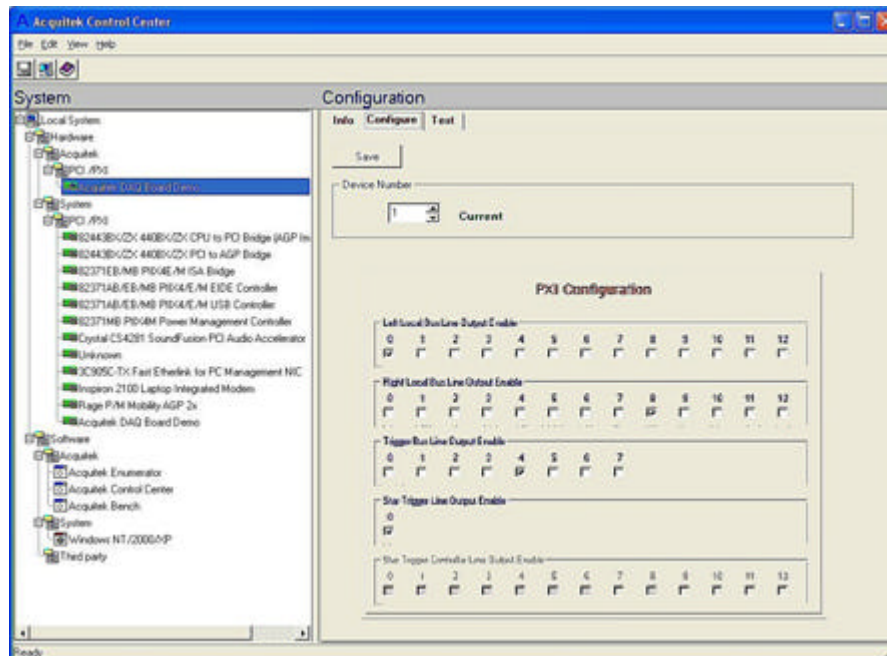 Acquitek Control Center
File Edit View Help
System
Configuration
Local System
Hardware
Acquitek
PCI /PXI
Acquitek DAQ Board Demo
System
PCI /PXI
82443BX/ZX 440BX/ZX CPU to PCI Bridge (AGP Im
82443BX/ZX 440BX/ZX PCI to AGP Bridge
82371EB/MB PIIX4E/M ISA Bridge
82371AB/EB/MB PIIX4/E/M EIDE Controller
82371AB/EB/MB PIIX4/E/M USB Controller
82371MB PIIX4M Power Management Controller
Crystal CS4281 SoundFusion PCI Audio Accelerator
Unknown
3C905C-TX Fast Etherlink for PC Management NIC
Inspiron 2100 Laptop Integrated Modem
Rage P/M Mobility AGP 2x
Acquitek DAQ Board Demo
Software
Acquitek
Acquitek Enumerator
Acquitek Control Center
Acquitek Bench
System
Windows NT/2000/XP
Third party
Info Configure Test
Save
Device Number
1 Current
PXI Configuration
Left Local Bus Line Output Enable
0 1 2 3 4 5 6 7 8 9 10 11 12
Right Local Bus Line Output Enable
0 1 2 3 4 5 6 7 8 9 10 11 12
Trigger Bus Line Output Enable
0 1 2 3 4 5 6 7
Star Trigger Line Output Enable
0
Star Trigger Controller Line Output Enable
0 1 2 3 4 5 6 7 8 9 10 11 12
Ready